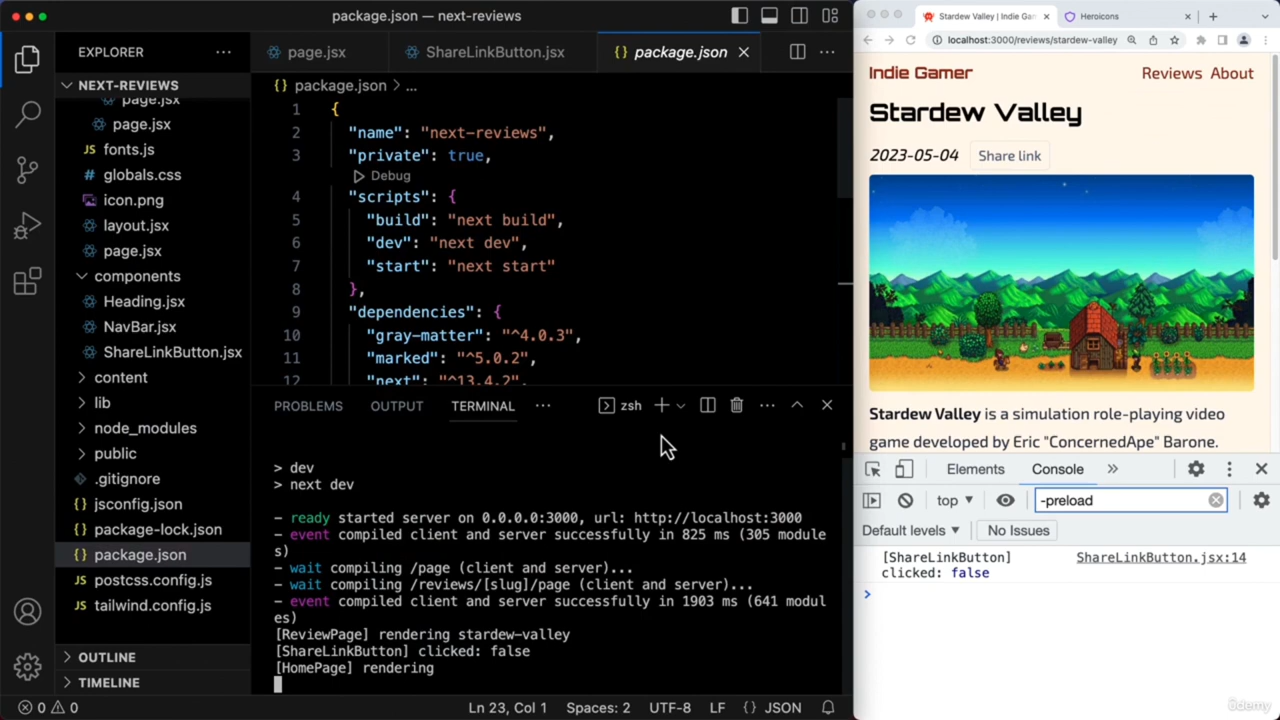 package.json — next-reviews
EXPLORER
NEXT-REVIEWS
page.jsx
page.jsx
fonts.js
globals.css
icon.png
layout.jsx
page.jsx
components
Heading.jsx
NavBar.jsx
ShareLinkButton.jsx
content
lib
node_modules
public
.gitignore
jsconfig.json
package-lock.json
package.json
postcss.config.js
tailwind.config.js
OUTLINE
TIMELINE
page.jsx
ShareLinkButton.jsx
package.json
package.json > ...
1 {
2 "name": "next-reviews",
3 "private": true,
Debug
4 "scripts": {
5 "build": "next build",
6 "dev": "next dev",
7 "start": "next start"
8 },
9 "dependencies": {
10 "gray-matter": "^4.0.3",
11 "marked": "^5.0.2",
12 "next": "^13.4.2",
PROBLEMS OUTPUT TERMINAL
zsh
> dev
> next dev
- ready started server on 0.0.0.0:3000, url: http://localhost:3000
- event compiled client and server successfully in 825 ms (305 module
s)
- wait compiling /page (client and server)...
- wait compiling /reviews/[slug]/page (client and server)...
- event compiled client and server successfully in 1903 ms (641 modul
es)
[ReviewPage] rendering stardew-valley
[ShareLinkButton] clicked: false
[HomePage] rendering
0 0
Ln 23, Col 1 Spaces: 2 UTF-8 LF {} JSON
Stardew Valley | Indie Gam
Heroicons
localhost:3000/reviews/stardew-valley
Indie Gamer
Reviews About
Stardew Valley
2023-05-04
Share link
Stardew Valley is a simulation role-playing video
game developed by Eric "ConcernedApe" Barone.
Elements Console
top
-preload
Default levels
No Issues
[ShareLinkButton] ShareLinkButton.jsx:14
clicked: false
>
ûdemy